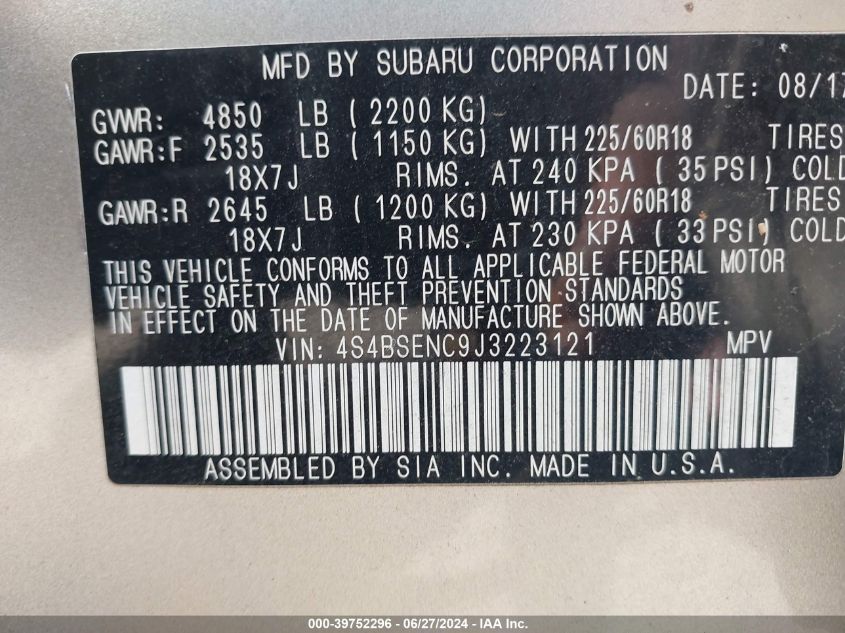 MFD BY SUBARU CORPORATION
DATE: 08/17
GVWR: 4850 LB ( 2200 KG)
GAWR:F 2535 LB ( 1150 KG) WITH 225/60R18 TIRES
18X7J RIMS. AT 240 KPA ( 35 PSI) COLD
GAWR:R 2645 LB ( 1200 KG) WITH 225/60R18 TIRES
18X7J RIMS. AT 230 KPA ( 33 PSI) COLD
THIS VEHICLE CONFORMS TO ALL APPLICABLE FEDERAL MOTOR
VEHICLE SAFETY AND THEFT PREVENTION STANDARDS
IN EFFECT ON THE DATE OF MANUFACTURE SHOWN ABOVE.
VIN: 4S4BSENC9J3223121 MPV
ASSEMBLED BY SIA INC. MADE IN U.S.A.
000-39752296 - 06/27/2024 - IAA Inc.